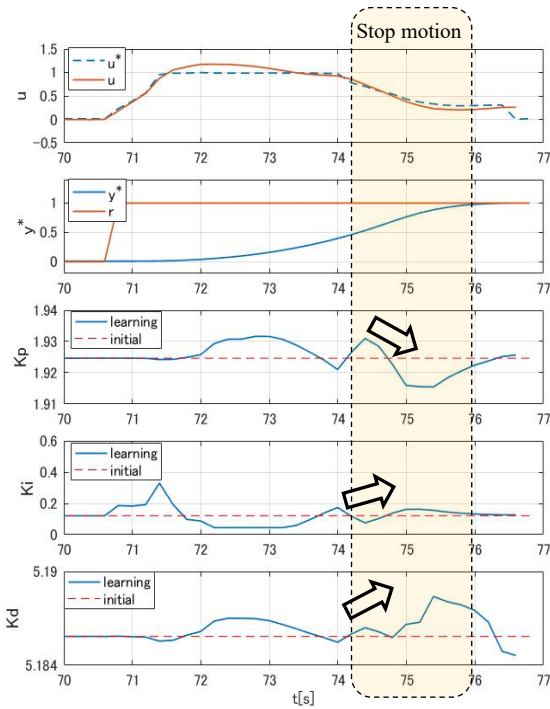 Stop motion
1.5
1
0.5
0
-0.5
u
u*
u
70 71 72 73 74 75 76 77
1
0.5
0
y*
y*
r
70 71 72 73 74 75 76 77
1.94
1.93
1.92
1.91
Kp
learning
initial
70 71 72 73 74 75 76 77
0.6
0.4
0.2
0
Ki
learning
initial
70 71 72 73 74 75 76 77
5.19
5.184
Kd
learning
initial
70 71 72 73 74 75 76 77
t[s]